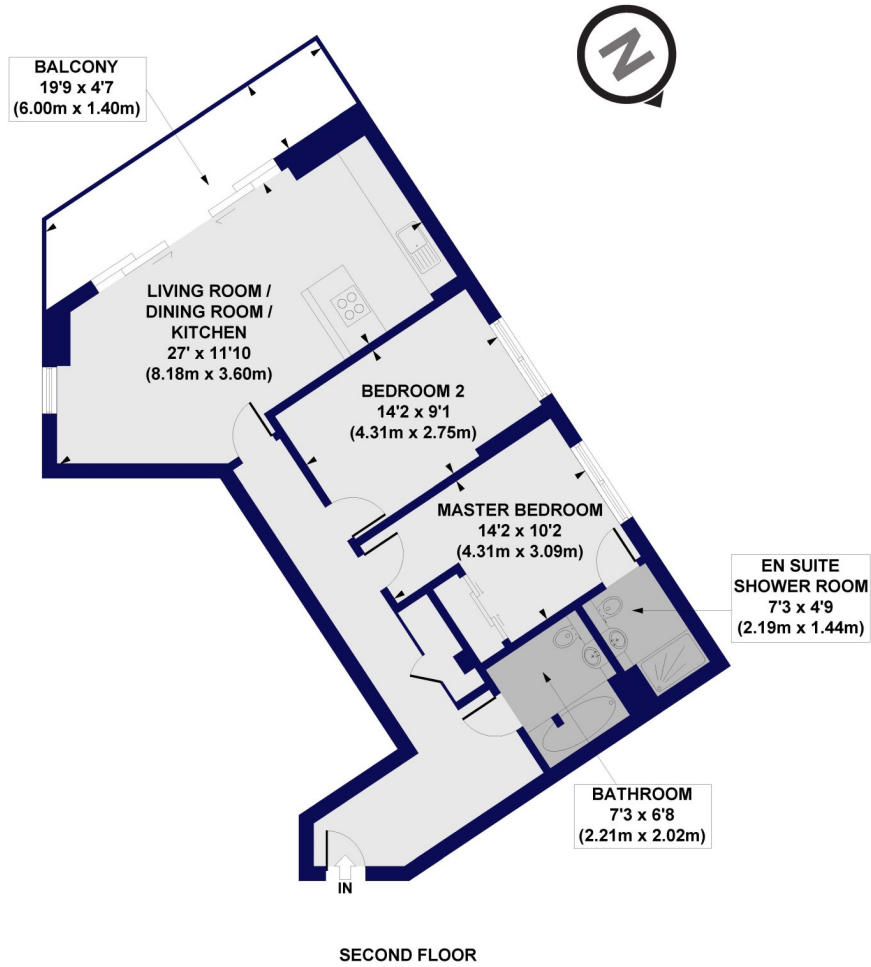 BALCONY
19'9 x 4'7
(6.00m x 1.40m)
N
LIVING ROOM /
DINING ROOM /
KITCHEN
27' x 11'10
(8.18m x 3.60m)
BEDROOM 2
14'2 x 9'1
(4.31m x 2.75m)
MASTER BEDROOM
14'2 x 10'2
(4.31m x 3.09m)
EN SUITE
SHOWER ROOM
7'3 x 4'9
(2.19m x 1.44m)
BATHROOM
7'3 x 6'8
(2.21m x 2.02m)
IN
SECOND FLOOR